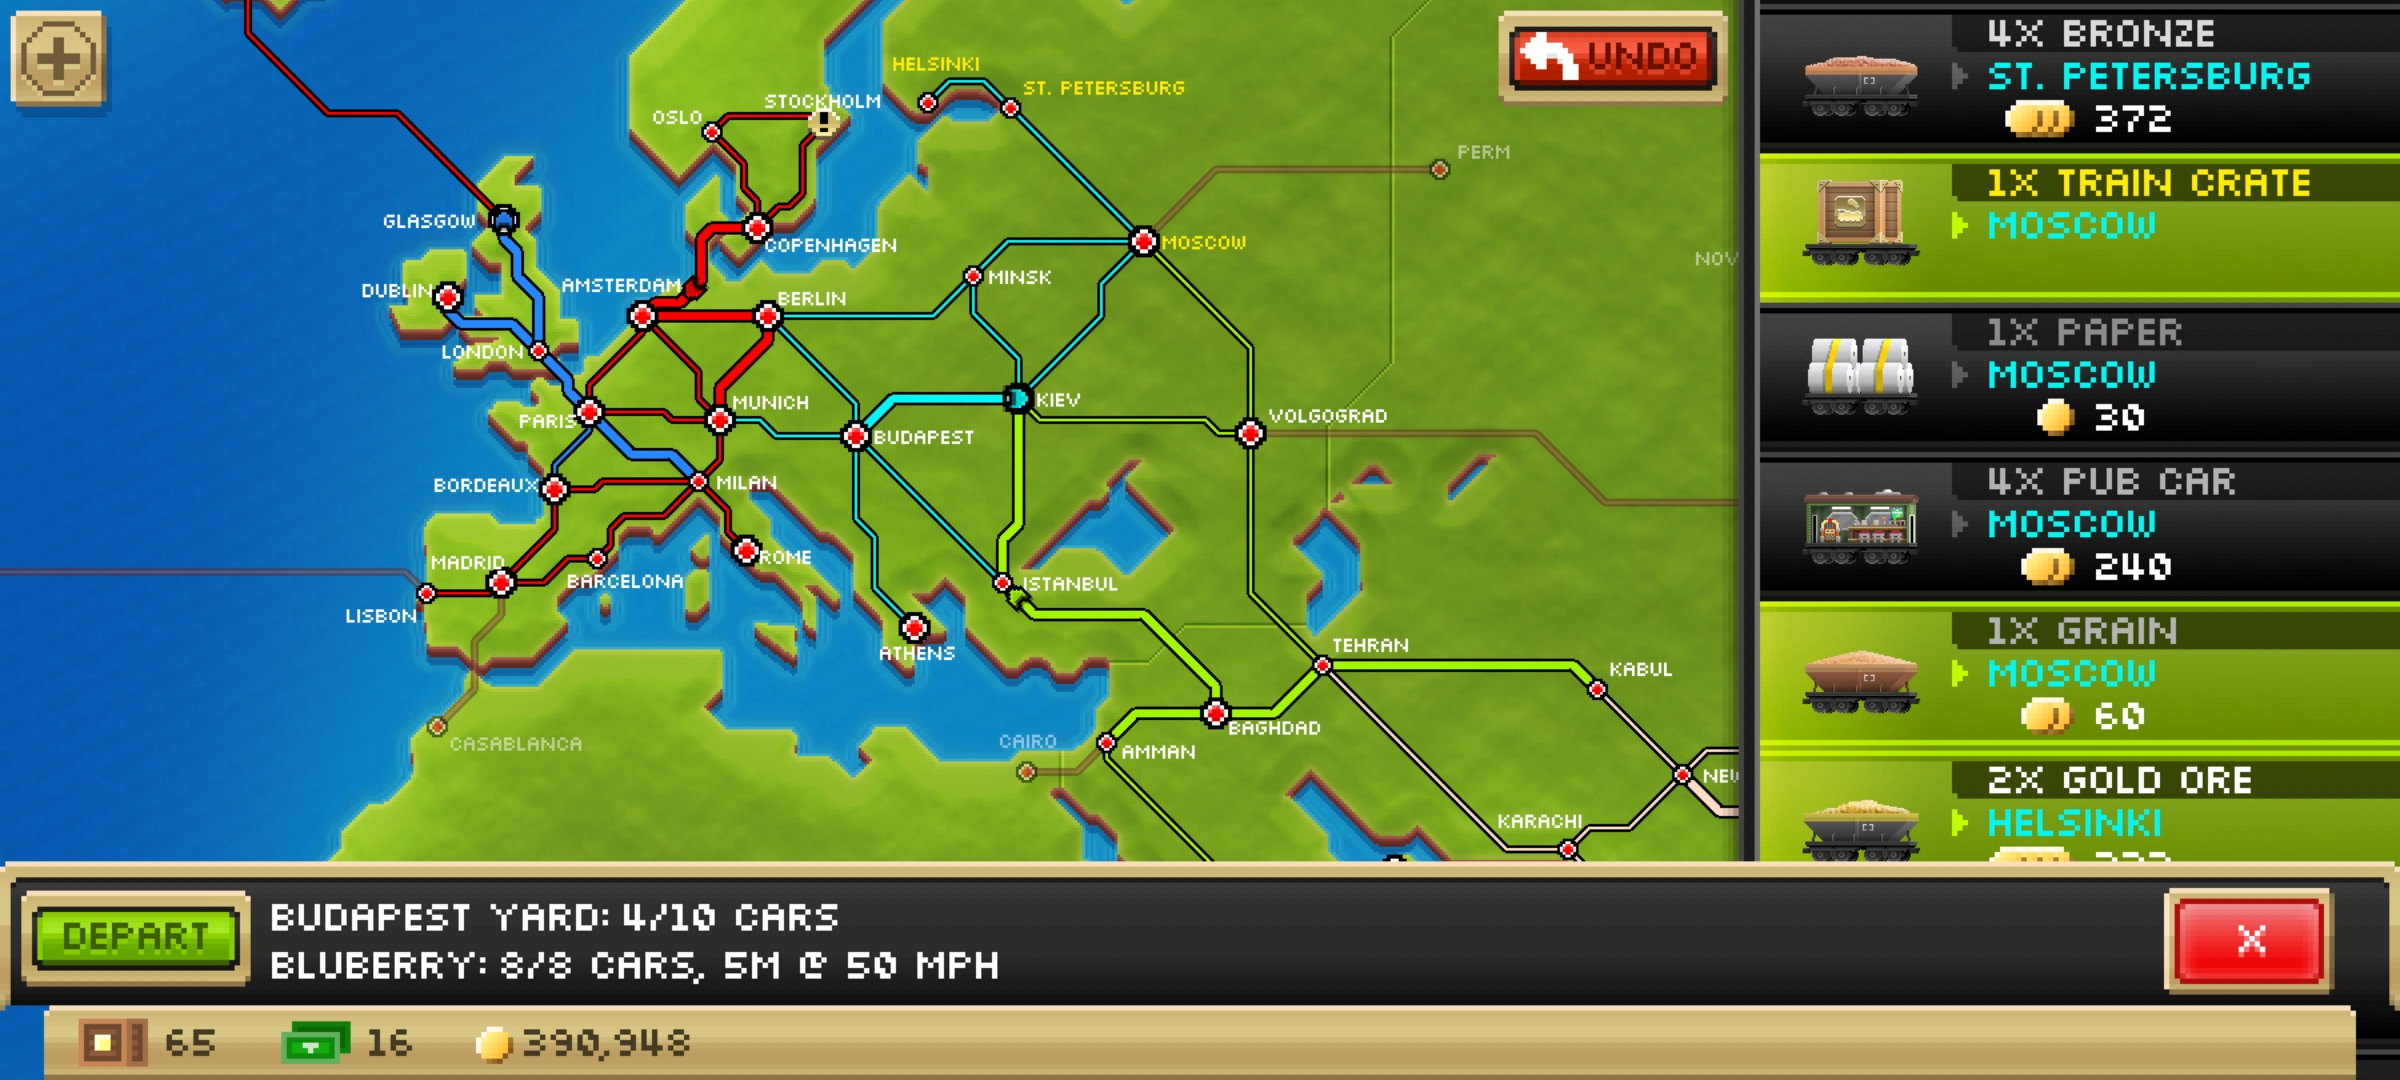 HELSINKI
ST. PETERSBURG
STOCKHOLM
OSLO
UNDO
PERM
GLASGOW
COPENHAGEN
MOSCOW
NOV
DUBLIN
AMSTERDAM
BERLIN
MINSK
LONDON
PARIS
MUNICH
KIEV
VOLGOGRAD
BUDAPEST
BORDEAUX
MILAN
MADRID
BARCELONA
ROME
ISTANBUL
LISBON
ATHENS
TEHRAN
KABUL
BAGHDAD
CASABLANCA
CAIRO
AMMAN
NEW
KARACHI
4X BRONZE
ST. PETERSBURG
372
1X TRAIN CRATE
MOSCOW
1X PAPER
MOSCOW
30
4X PUB CAR
MOSCOW
240
1X GRAIN
MOSCOW
60
2X GOLD ORE
HELSINKI
DEPART
BUDAPEST YARD: 4/10 CARS
BLUBERRY: 8/8 CARS, 5M @ 50 MPH
X
65
16
390,948